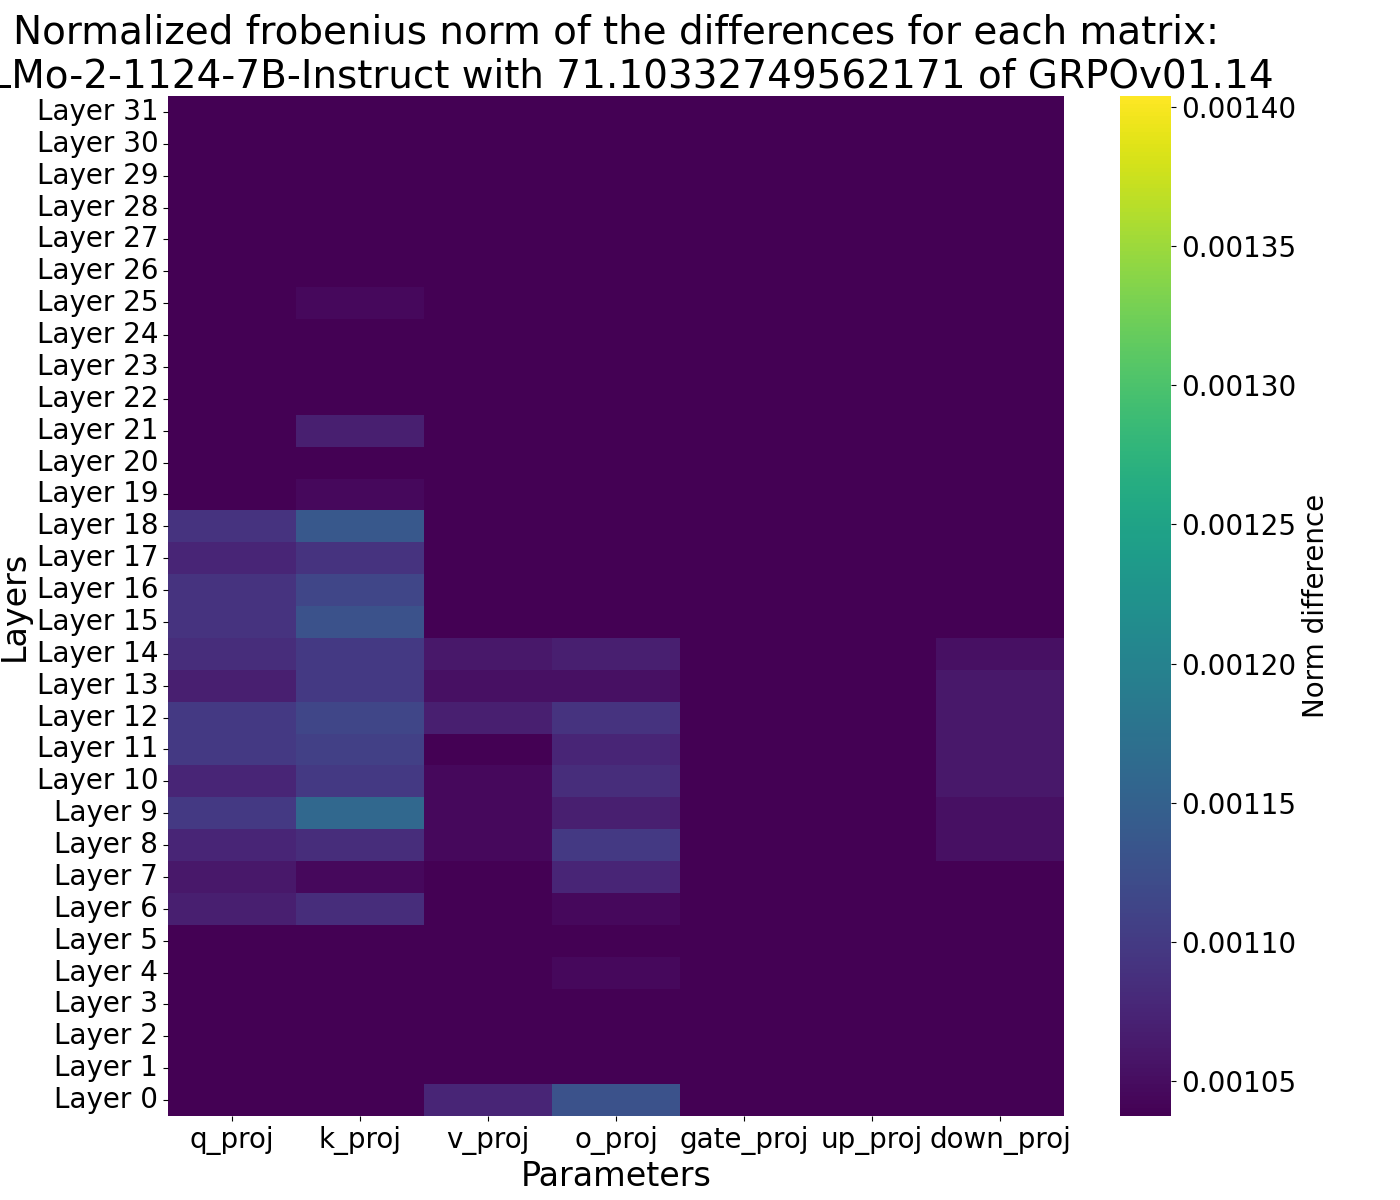 Normalized frobenius norm of the differences for each matrix:
LMo-2-1124-7B-Instruct with 71.10332749562171 of GRPOv01.14
Layer 31
Layer 30
Layer 29
Layer 28
Layer 27
Layer 26
Layer 25
Layer 24
Layer 23
Layer 22
Layer 21
Layer 20
Layer 19
Layer 18
Layer 17
Layer 16
Layer 15
Layer 14
Layer 13
Layer 12
Layer 11
Layer 10
Layer 9
Layer 8
Layer 7
Layer 6
Layer 5
Layer 4
Layer 3
Layer 2
Layer 1
Layer 0
Layers
q_proj
k_proj
v_proj
o_proj
gate_proj
up_proj
down_proj
Parameters
0.00140
0.00135
0.00130
0.00125
0.00120
0.00115
0.00110
0.00105
Norm difference